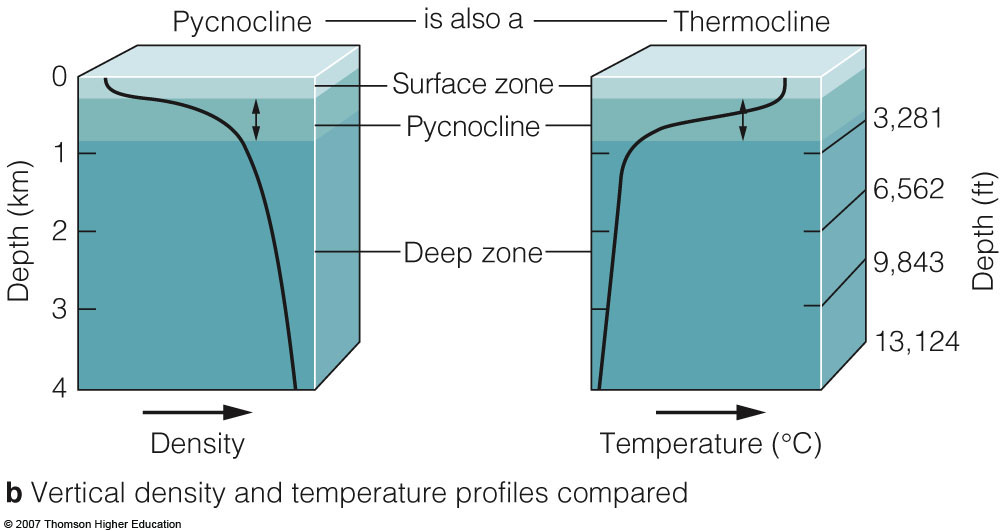 Pycnocline is also a Thermocline
0
Surface zone
Pycnocline
3,281
1
6,562
2
Deep zone
9,843
3
13,124
4
Depth (km)
Depth (ft)
Density
Temperature (°C)
b Vertical density and temperature profiles compared
© 2007 Thomson Higher Education